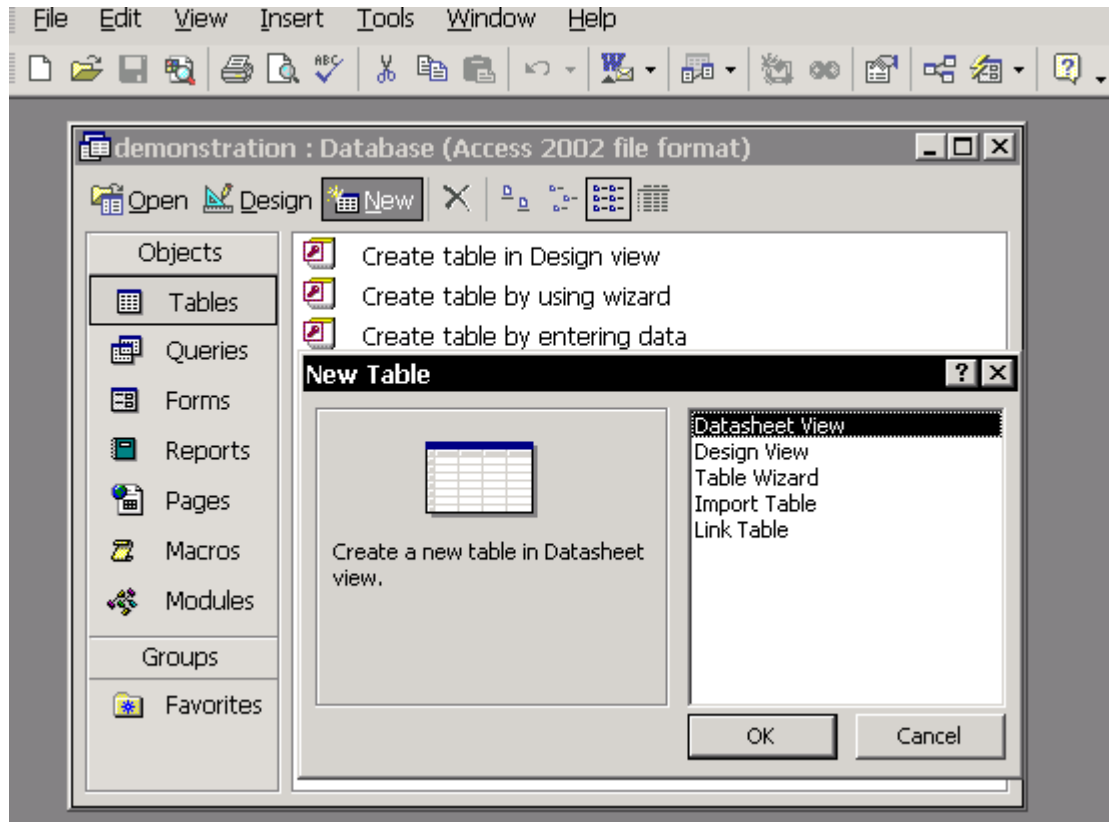 File Edit View Insert Tools Window Help
ABC W ?
demonstration : Database (Access 2002 file format)
Open Design New
Objects
Tables
Queries
Forms
Reports
Pages
Macros
Modules
Groups
Favorites
Create table in Design view
Create table by using wizard
Create table by entering data
New Table ?
Create a new table in Datasheet
view.
Datasheet View
Design View
Table Wizard
Import Table
Link Table
OK Cancel